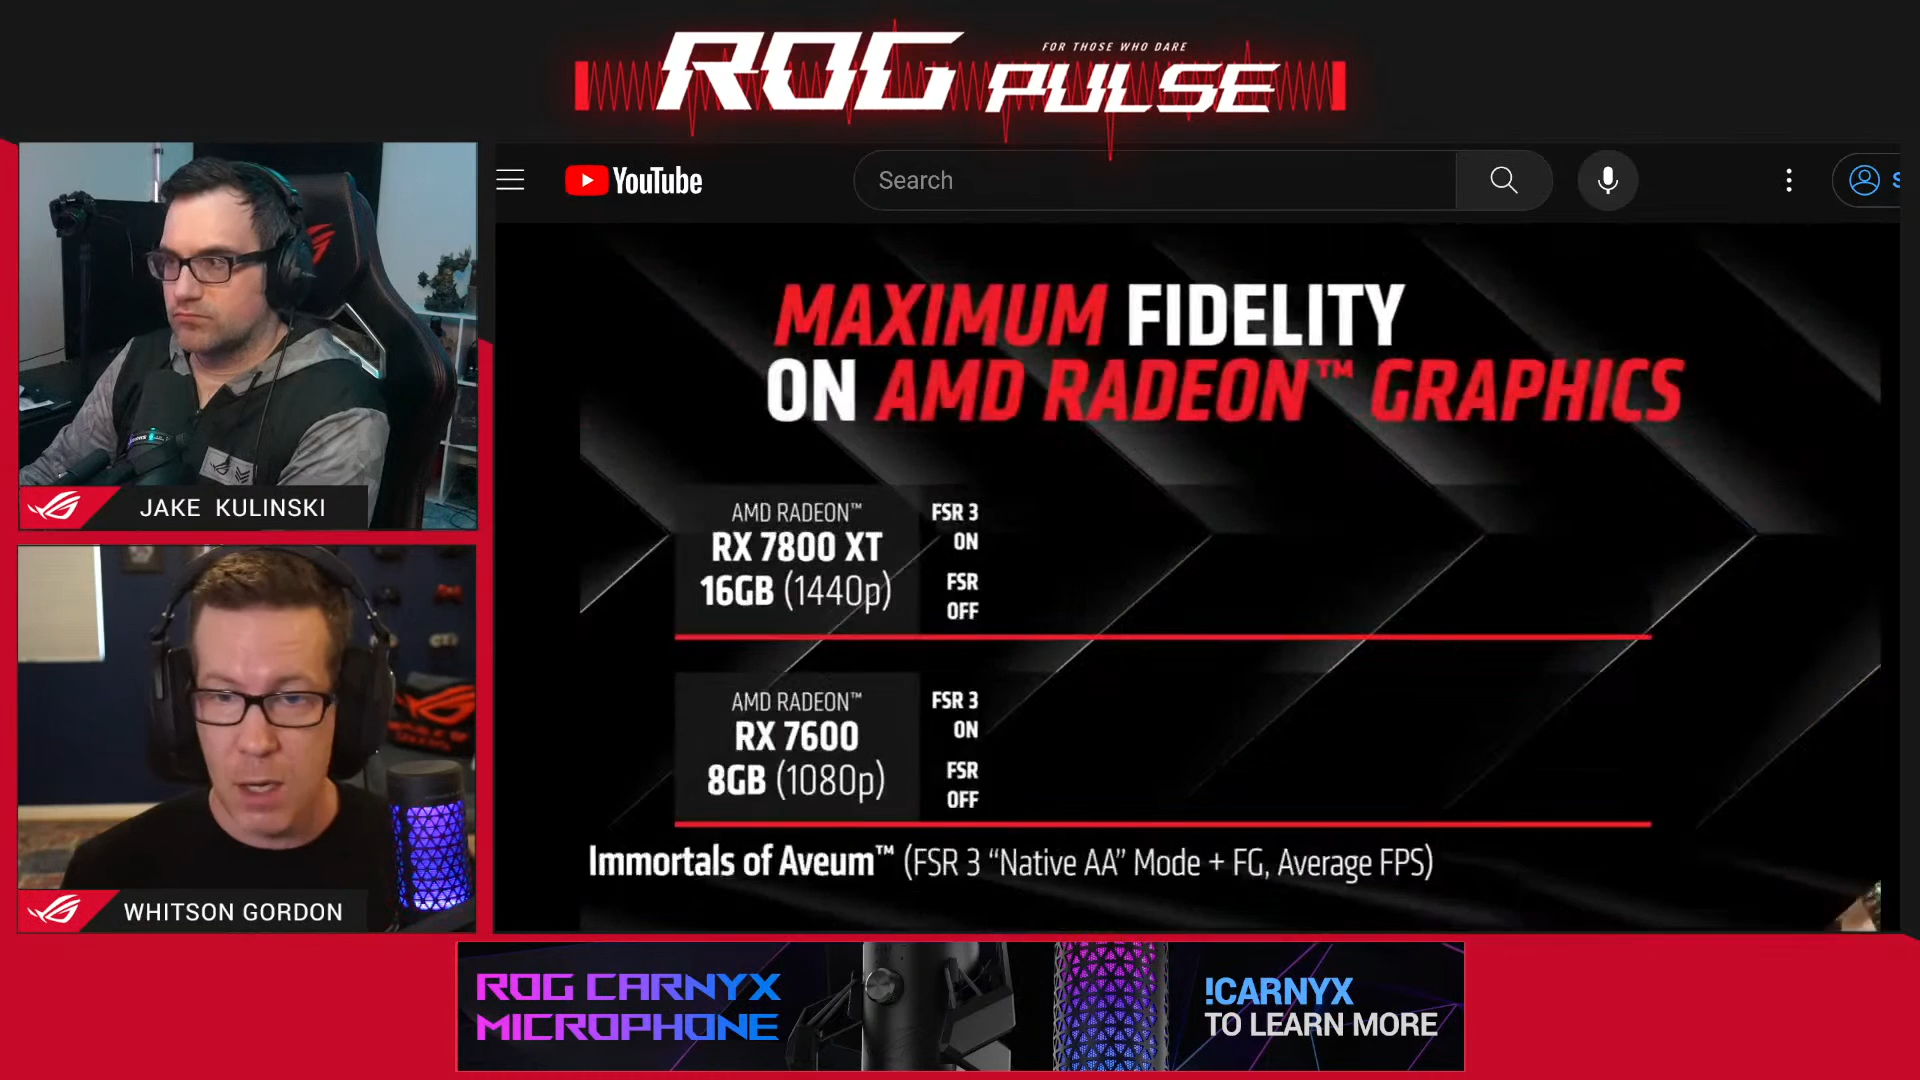 ROG
FOR THOSE WHO DARE
PULSE
YouTube
Search
MAXIMUM FIDELITY
ON AMD RADEON™ GRAPHICS
AMD RADEON™
RX 7800 XT
16GB (1440p)
FSR 3
ON
FSR
OFF
AMD RADEON™
RX 7600
8GB (1080p)
FSR 3
ON
FSR
OFF
Immortals of Aveum™ (FSR 3 “Native AA” Mode + FG, Average FPS)
JAKE KULINSKI
WHITSON GORDON
ROG CARNYX
MICROPHONE
!CARNYX
TO LEARN MORE